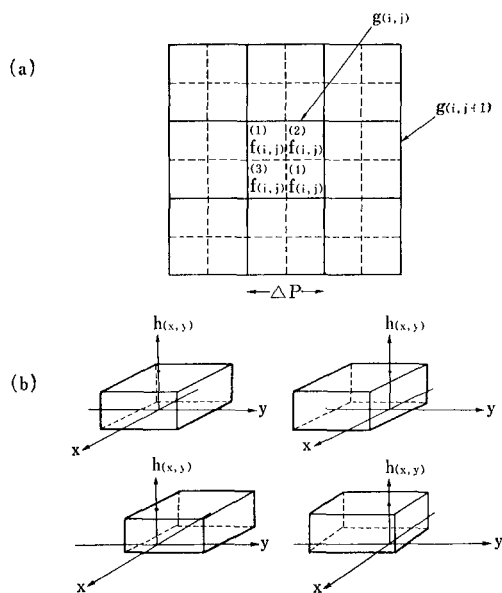 (a)
g(i,j)
g(i,j+1)
(1) (2)
f(i,j) f(i,j)
(3) (4)
f(i,j) f(i,j)
←△P→
(b)
h(x,y)
y
x
h(x,y)
y
x
h(x,y)
y
x
h(x,y)
y
x